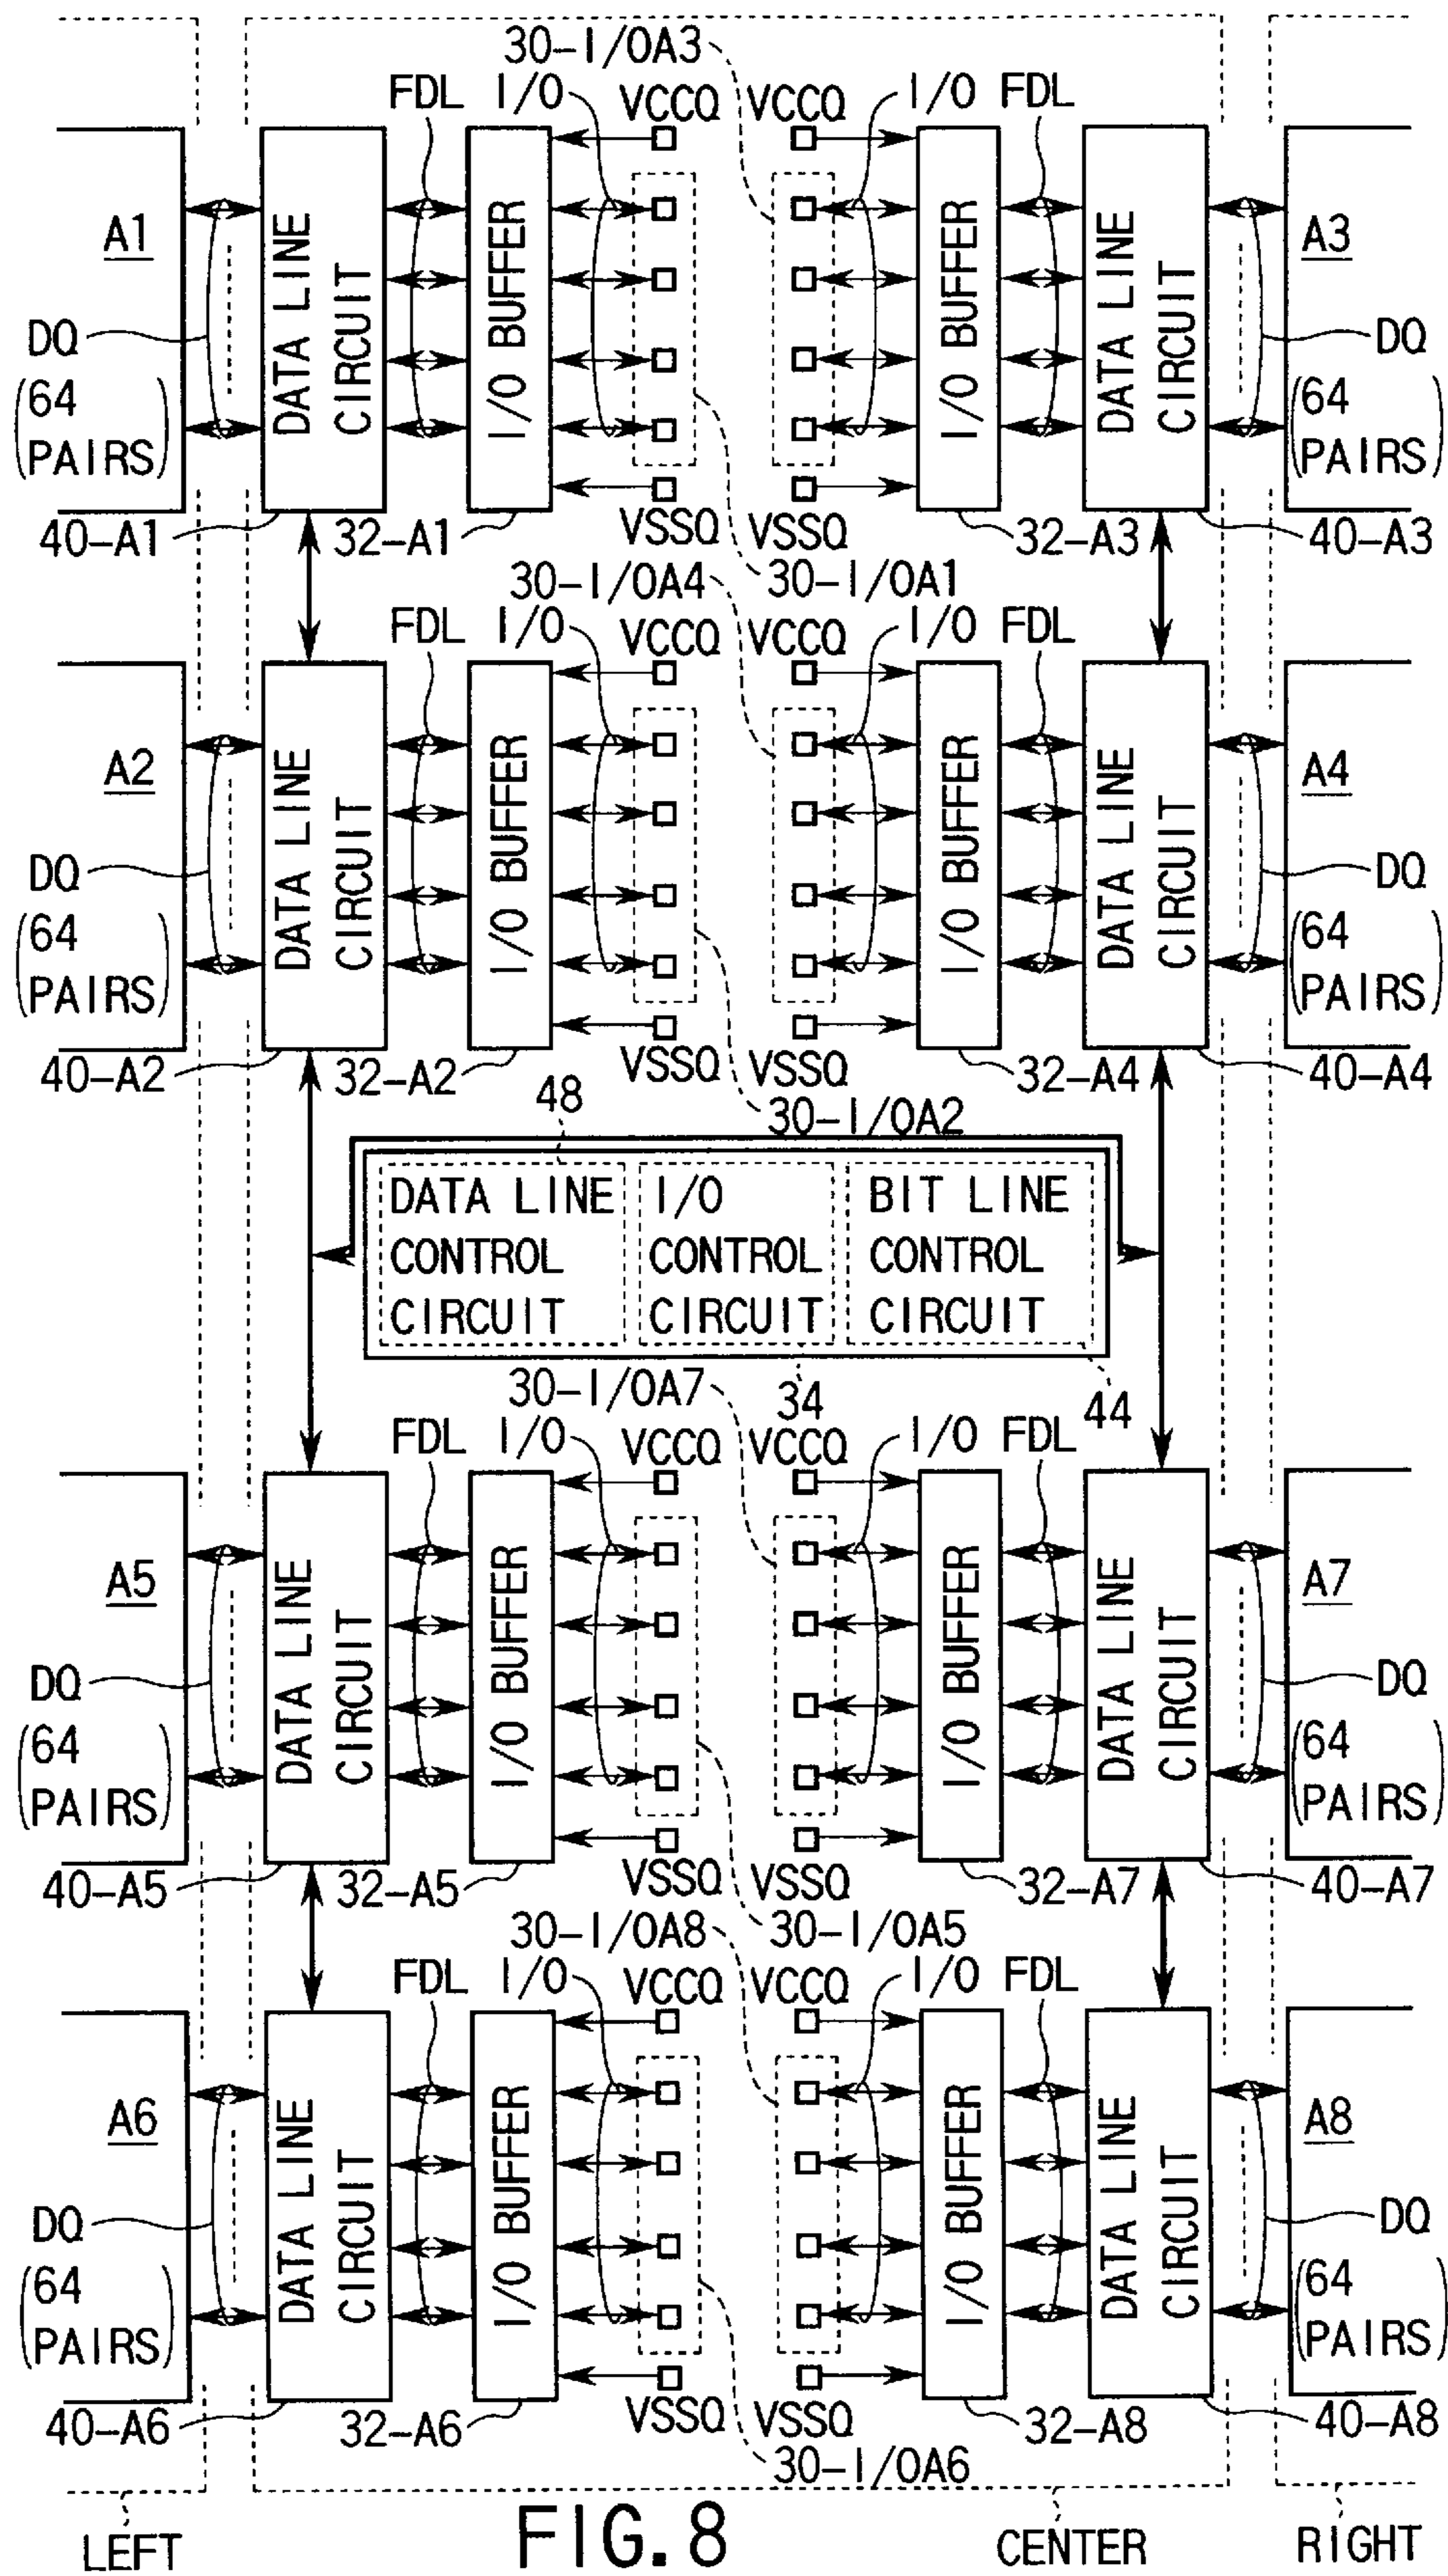 30-I/OA3
FDL I/O VCCQ VCCQ I/O FDL
A1 DATA LINE CIRCUIT I/O BUFFER I/O BUFFER DATA LINE CIRCUIT A3
DQ DQ
(64 PAIRS) (64 PAIRS)
40-A1 32-A1 VSSQ VSSQ 32-A3 40-A3
30-I/OA4 30-I/OA1
FDL I/O VCCQ VCCQ I/O FDL
A2 DATA LINE CIRCUIT I/O BUFFER I/O BUFFER DATA LINE CIRCUIT A4
DQ DQ
(64 PAIRS) (64 PAIRS)
40-A2 32-A2 VSSQ VSSQ 32-A4 40-A4
48 30-I/OA2
DATA LINE I/O BIT LINE
CONTROL CONTROL CONTROL
CIRCUIT CIRCUIT CIRCUIT
30-I/OA7 34 44
FDL I/O VCCQ VCCQ I/O FDL
A5 DATA LINE CIRCUIT I/O BUFFER I/O BUFFER DATA LINE CIRCUIT A7
DQ DQ
(64 PAIRS) (64 PAIRS)
40-A5 32-A5 VSSQ VSSQ 32-A7 40-A7
30-I/OA8 30-I/OA5
FDL I/O VCCQ VCCQ I/O FDL
A6 DATA LINE CIRCUIT I/O BUFFER I/O BUFFER DATA LINE CIRCUIT A8
DQ DQ
(64 PAIRS) (64 PAIRS)
40-A6 32-A6 VSSQ VSSQ 32-A8 40-A8
30-I/OA6
LEFT FIG.8 CENTER RIGHT